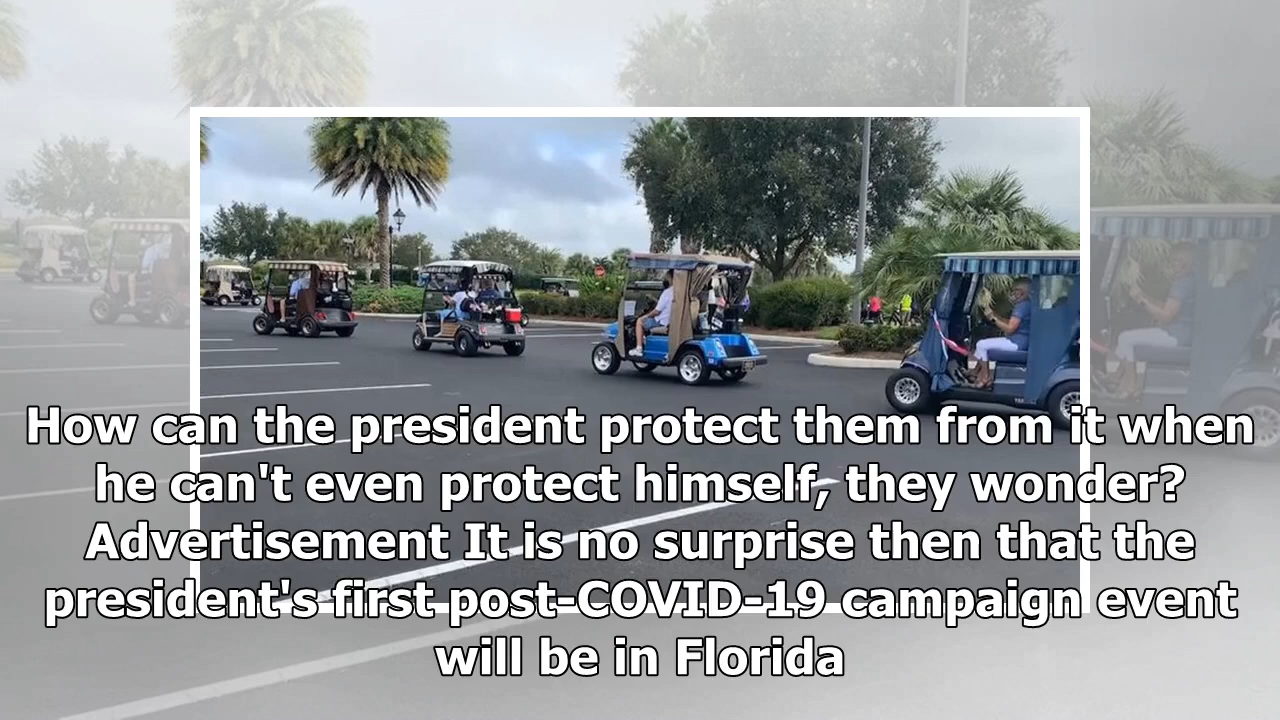 How can the president protect them from it when
he can't even protect himself, they wonder?
Advertisement It is no surprise then that the
president's first post-COVID-19 campaign event
will be in Florida